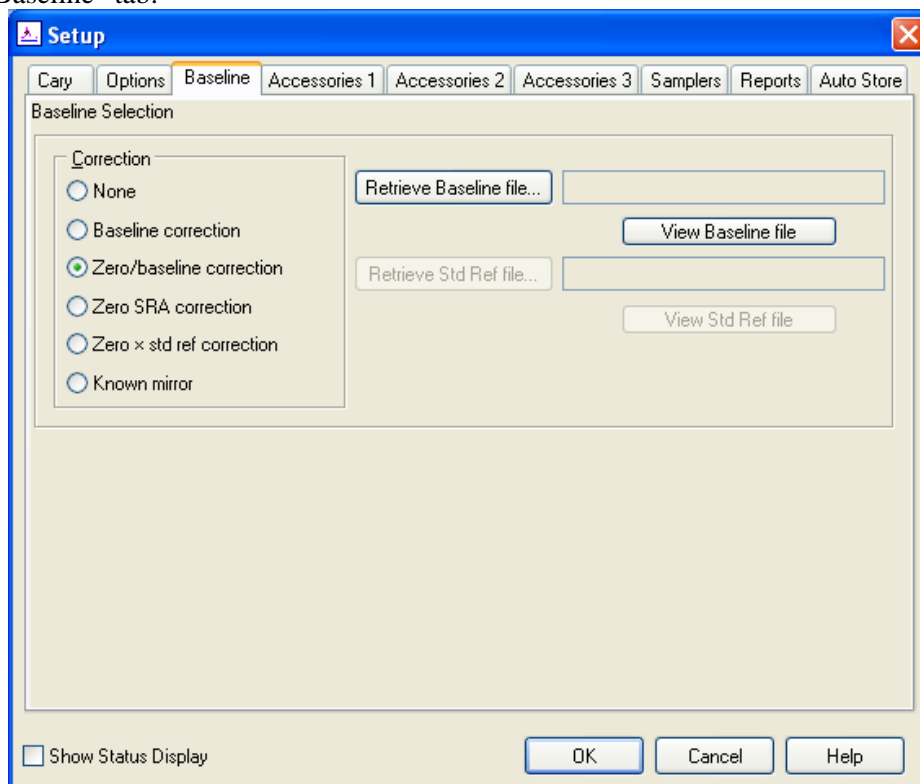 Baseline" tab.
Setup
Cary Options Baseline Accessories 1 Accessories 2 Accessories 3 Samplers Reports Auto Store
Baseline Selection
Correction
None
Retrieve Baseline file...
Baseline correction
View Baseline file
Zero/baseline correction
Retrieve Std Ref file...
Zero SRA correction
View Std Ref file
Zero × std ref correction
Known mirror
Show Status Display
OK Cancel Help